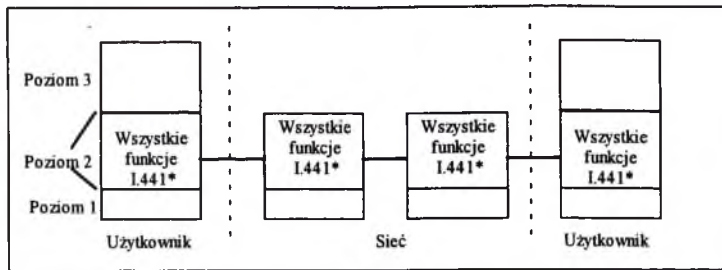 Poziom 3
Poziom 2
Poziom 1
Wszystkie
funkcje
I.441*
Wszystkie
funkcje
I.441*
Wszystkie
funkcje
I.441*
Wszystkie
funkcje
I.441*
Użytkownik
Sieć
Użytkownik